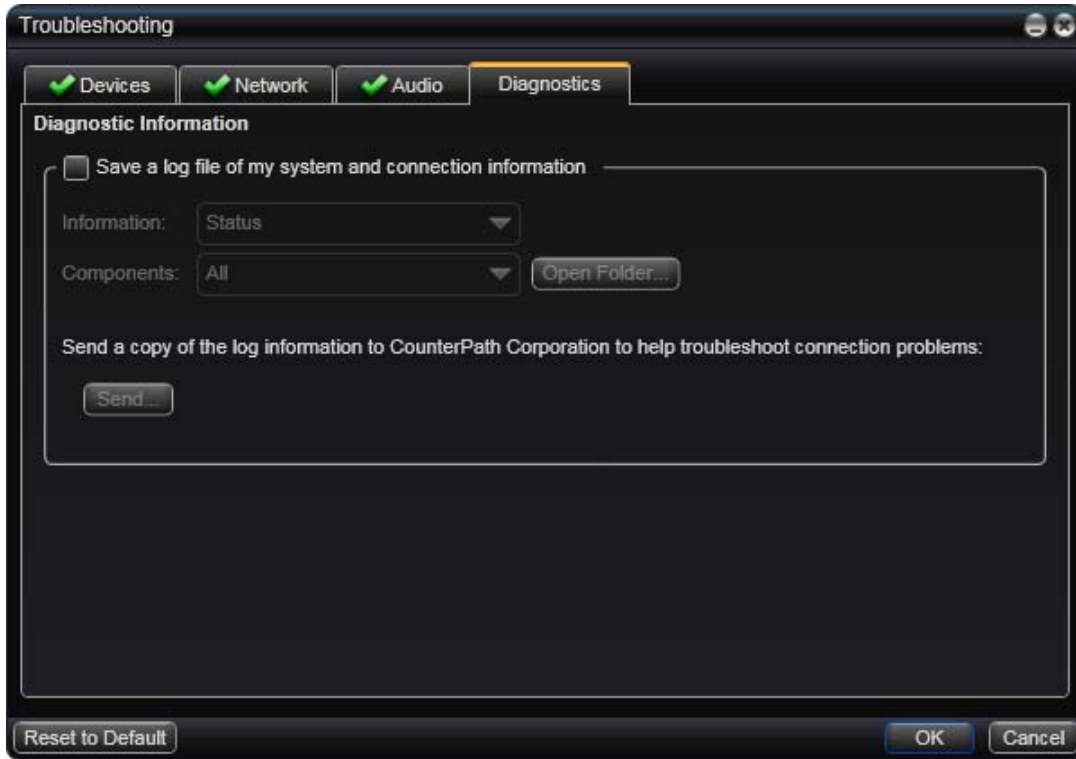 Troubleshooting
Devices Network Audio Diagnostics
Diagnostic Information
Save a log file of my system and connection information
Information: Status
Components: All Open Folder...
Send a copy of the log information to CounterPath Corporation to help troubleshoot connection problems:
Send...
Reset to Default OK Cancel